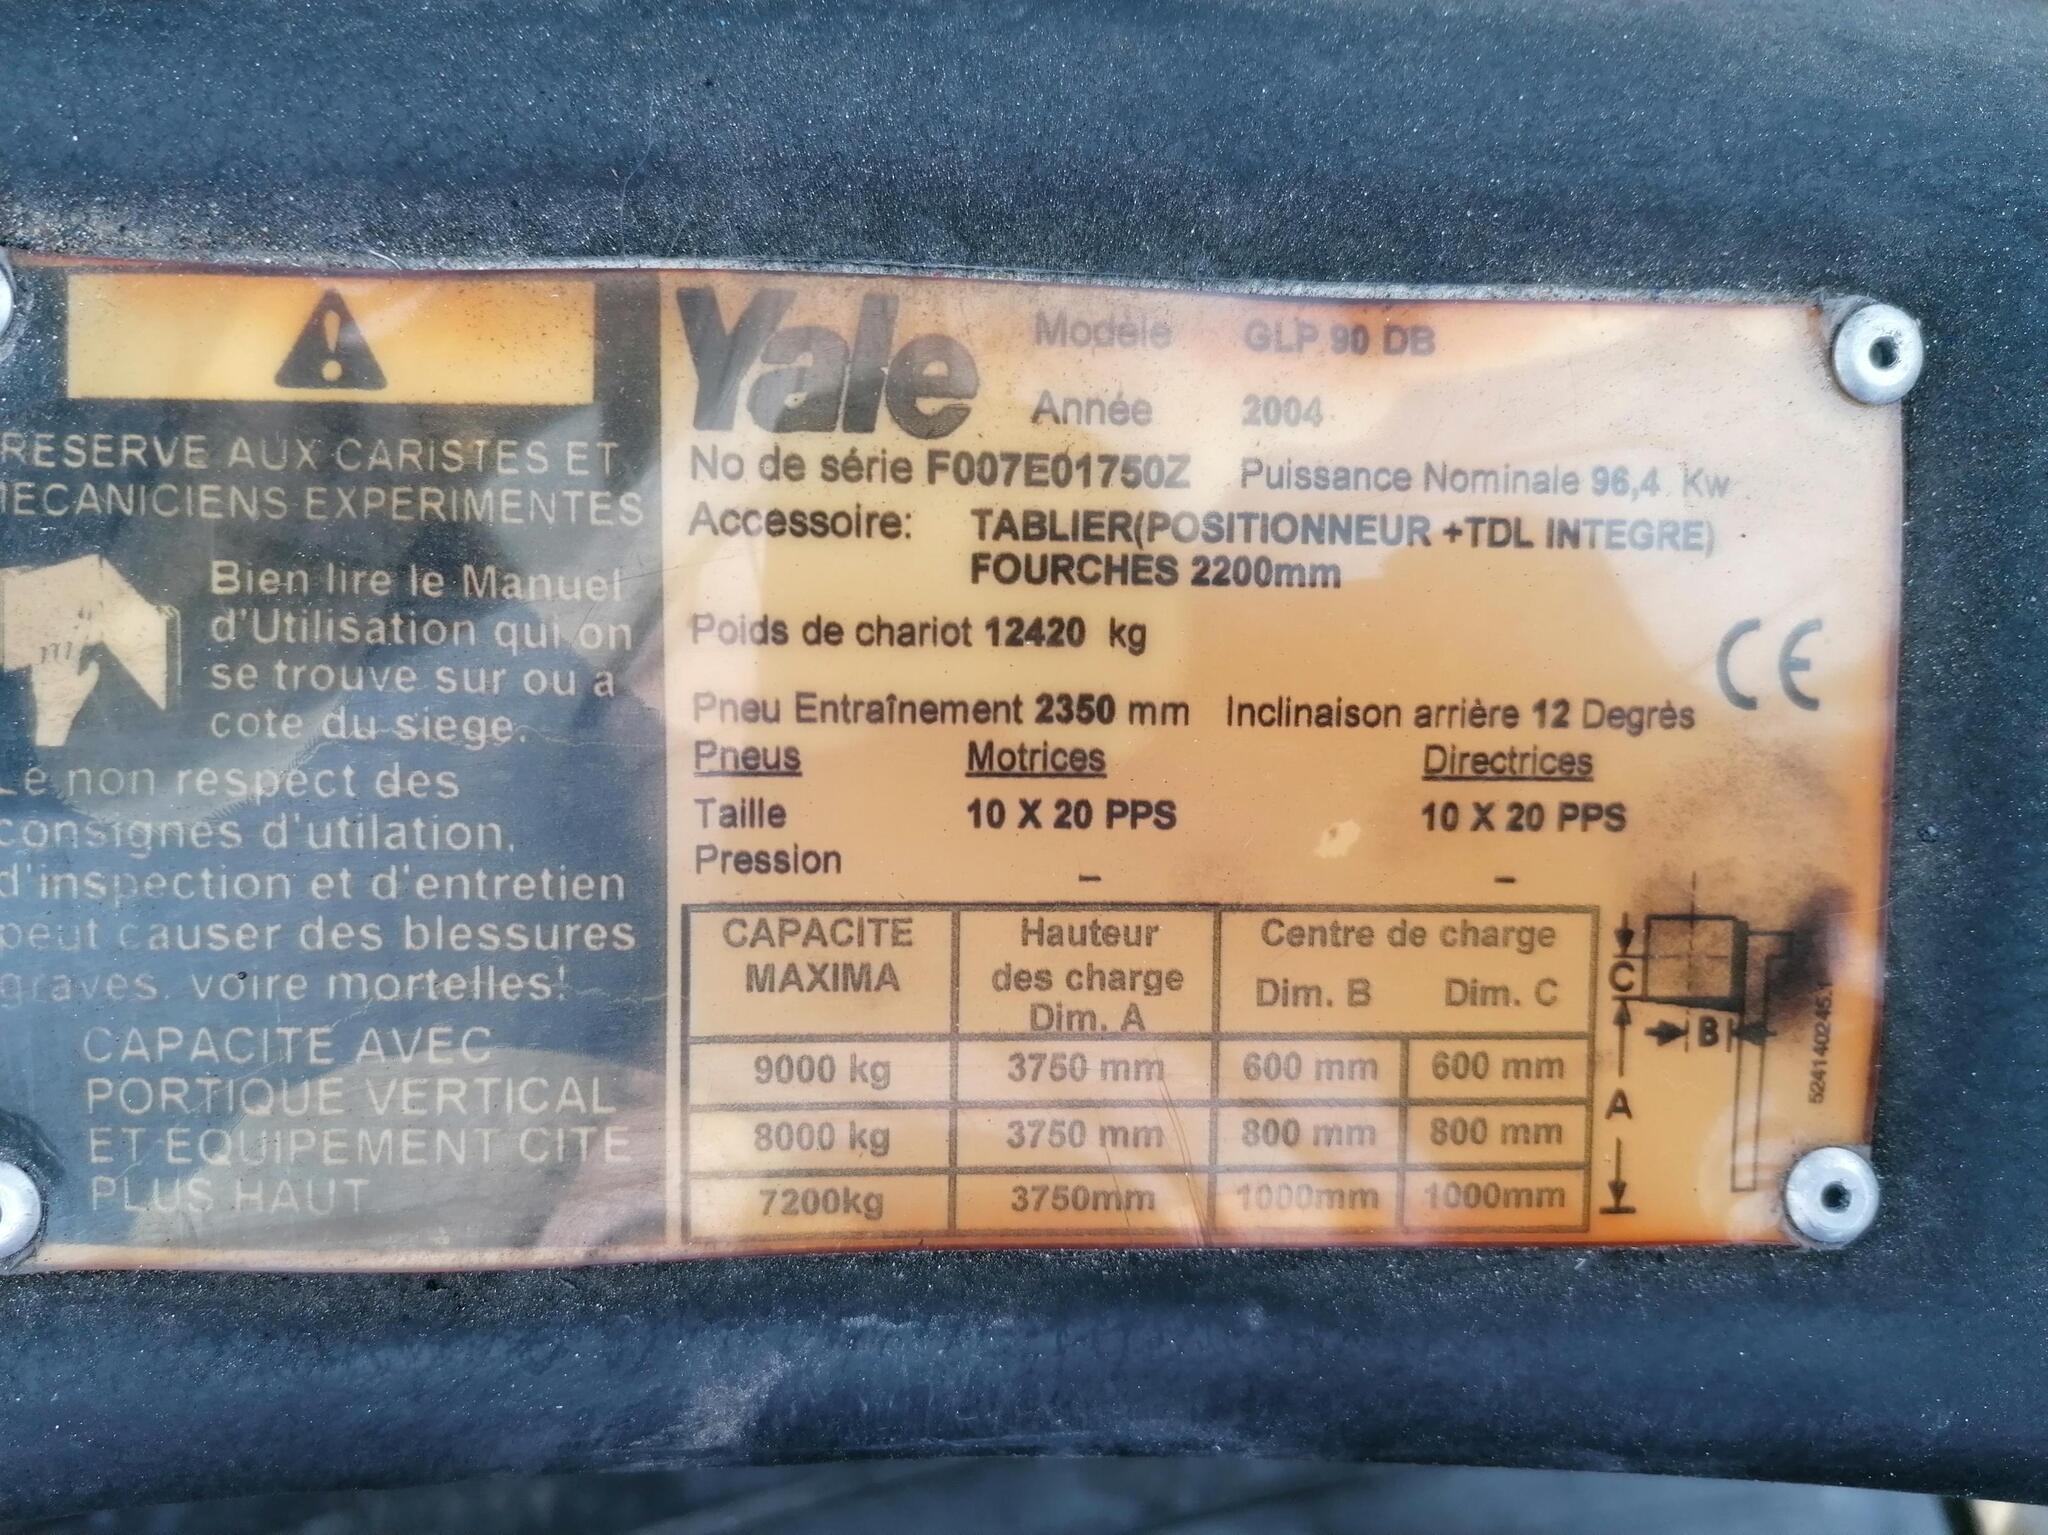 RESERVE AUX CARISTES ET
MECANICIENS EXPERIMENTES
Bien lire le Manuel
d'Utilisation qui on
se trouve sur ou a
cote du siege.
Le non respect des
consignes d'utilation,
d'inspection et d'entretien
peut causer des blessures
graves. voire mortelles!
CAPACITE AVEC
PORTIQUE VERTICAL
ET EQUIPEMENT CITE
PLUS HAUT
Yale
Modèle GLP 90 DB
Année 2004
No de série F007E01750Z Puissance Nominale 96,4 Kw
Accessoire: TABLIER(POSITIONNEUR +TDL INTEGRE)
FOURCHES 2200mm
Poids de chariot 12420 kg
CE
Pneu Entraînement 2350 mm Inclinaison arrière 12 Degrès
Pneus Motrices Directrices
Taille 10 X 20 PPS 10 X 20 PPS
Pression – –
CAPACITE Hauteur Centre de charge
MAXIMA des charge Dim. B Dim. C
Dim. A
9000 kg 3750 mm 600 mm 600 mm
8000 kg 3750 mm 800 mm 800 mm
7200kg 3750mm 1000mm 1000mm
C
B
A
524140245.1